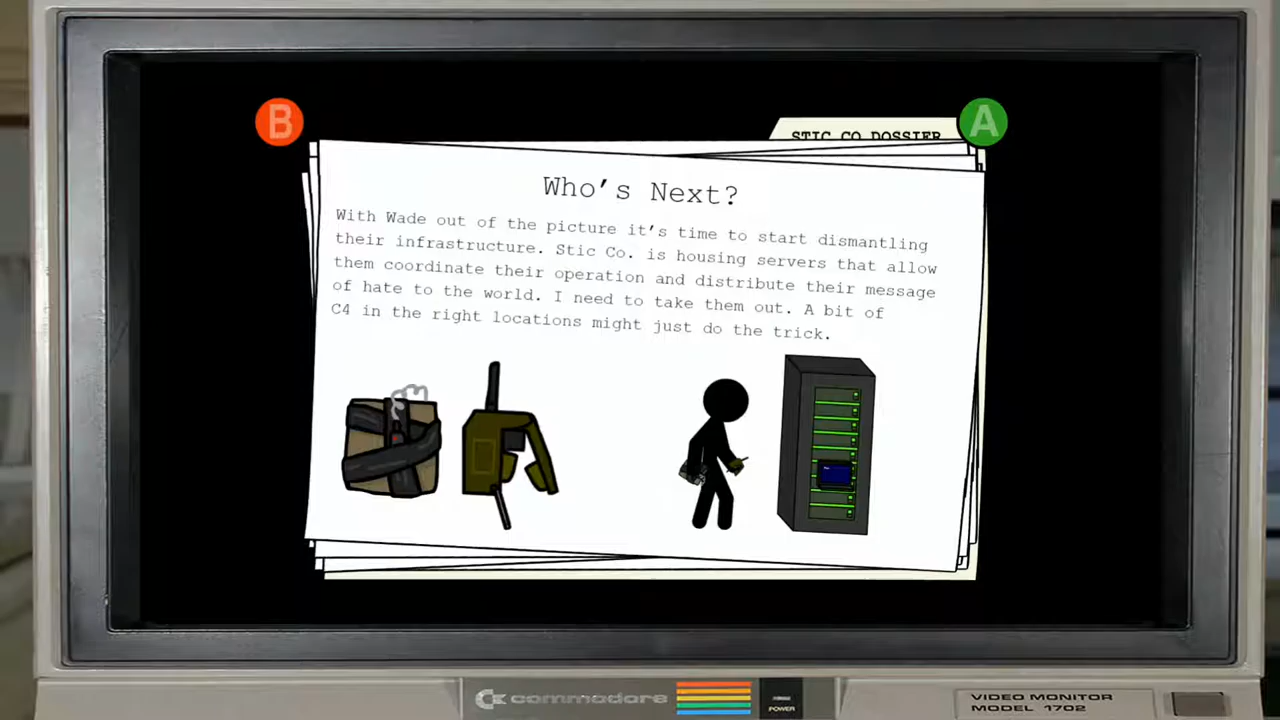 B
A
STIC CO DOSSIER
Who's Next?
With Wade out of the picture it's time to start dismantling
their infrastructure. Stic Co. is housing servers that allow
them coordinate their operation and distribute their message
of hate to the world. I need to take them out. A bit of
C4 in the right locations might just do the trick.
commodore
POWER
VIDEO MONITOR
MODEL 1702